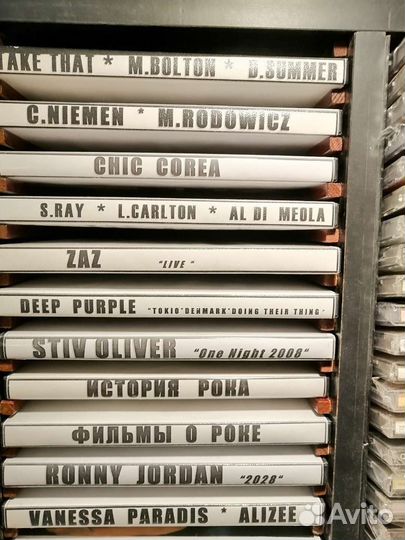 TAKE THAT * M.BOLTON * D.SUMMER
C.NIEMEN * M.RODOWICZ
CHIC COREA
S.RAY * L.CARLTON * AL DI MEOLA
ZAZ "LIVE"
DEEP PURPLE "TOKIO*DENMARK*DOING THEIR THING"
STIV OLIVER "One Night 2006"
ИСТОРИЯ РОКА
ФИЛЬМЫ О РОКЕ
RONNY JORDAN "2028"
VANESSA PARADIS * ALIZEE
Avito